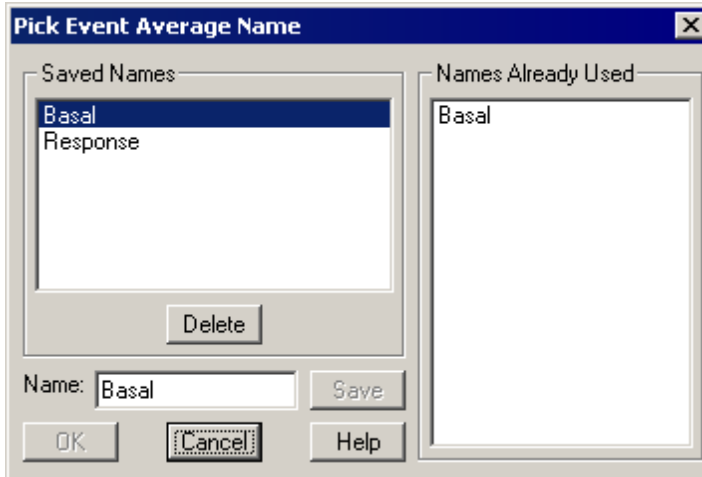 Pick Event Average Name
Saved Names
Basal
Response
Delete
Names Already Used
Basal
Name: Basal
Save
OK
Cancel
Help